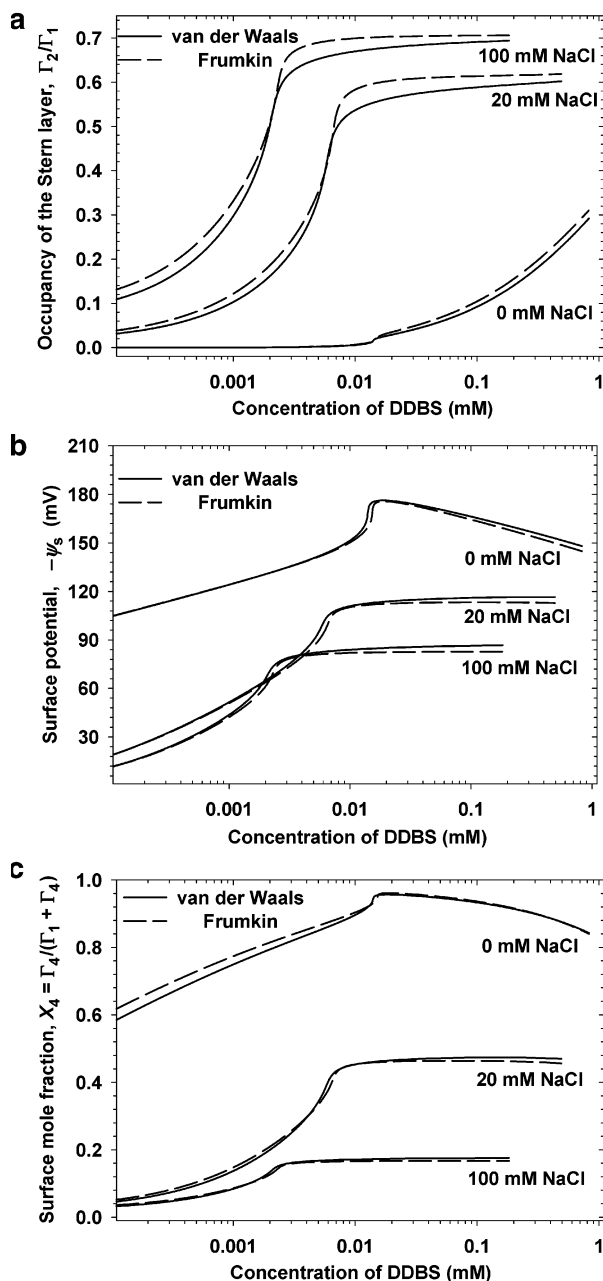 a
van der Waals
Frumkin
100 mM NaCl
20 mM NaCl
0 mM NaCl
0.7
0.6
0.5
0.4
0.3
0.2
0.1
0.0
Occupancy of the Stern layer, Γ₂/Γ₁
0.001 0.01 0.1 1
Concentration of DDBS (mM)
b
van der Waals
Frumkin
0 mM NaCl
20 mM NaCl
100 mM NaCl
210
180
150
120
90
60
30
Surface potential, −ψₛ (mV)
0.001 0.01 0.1 1
Concentration of DDBS (mM)
c
van der Waals
Frumkin
0 mM NaCl
20 mM NaCl
100 mM NaCl
1.0
0.8
0.6
0.4
0.2
0.0
Surface mole fraction, X₄ = Γ₄/(Γ₁ + Γ₄)
0.001 0.01 0.1 1
Concentration of DDBS (mM)